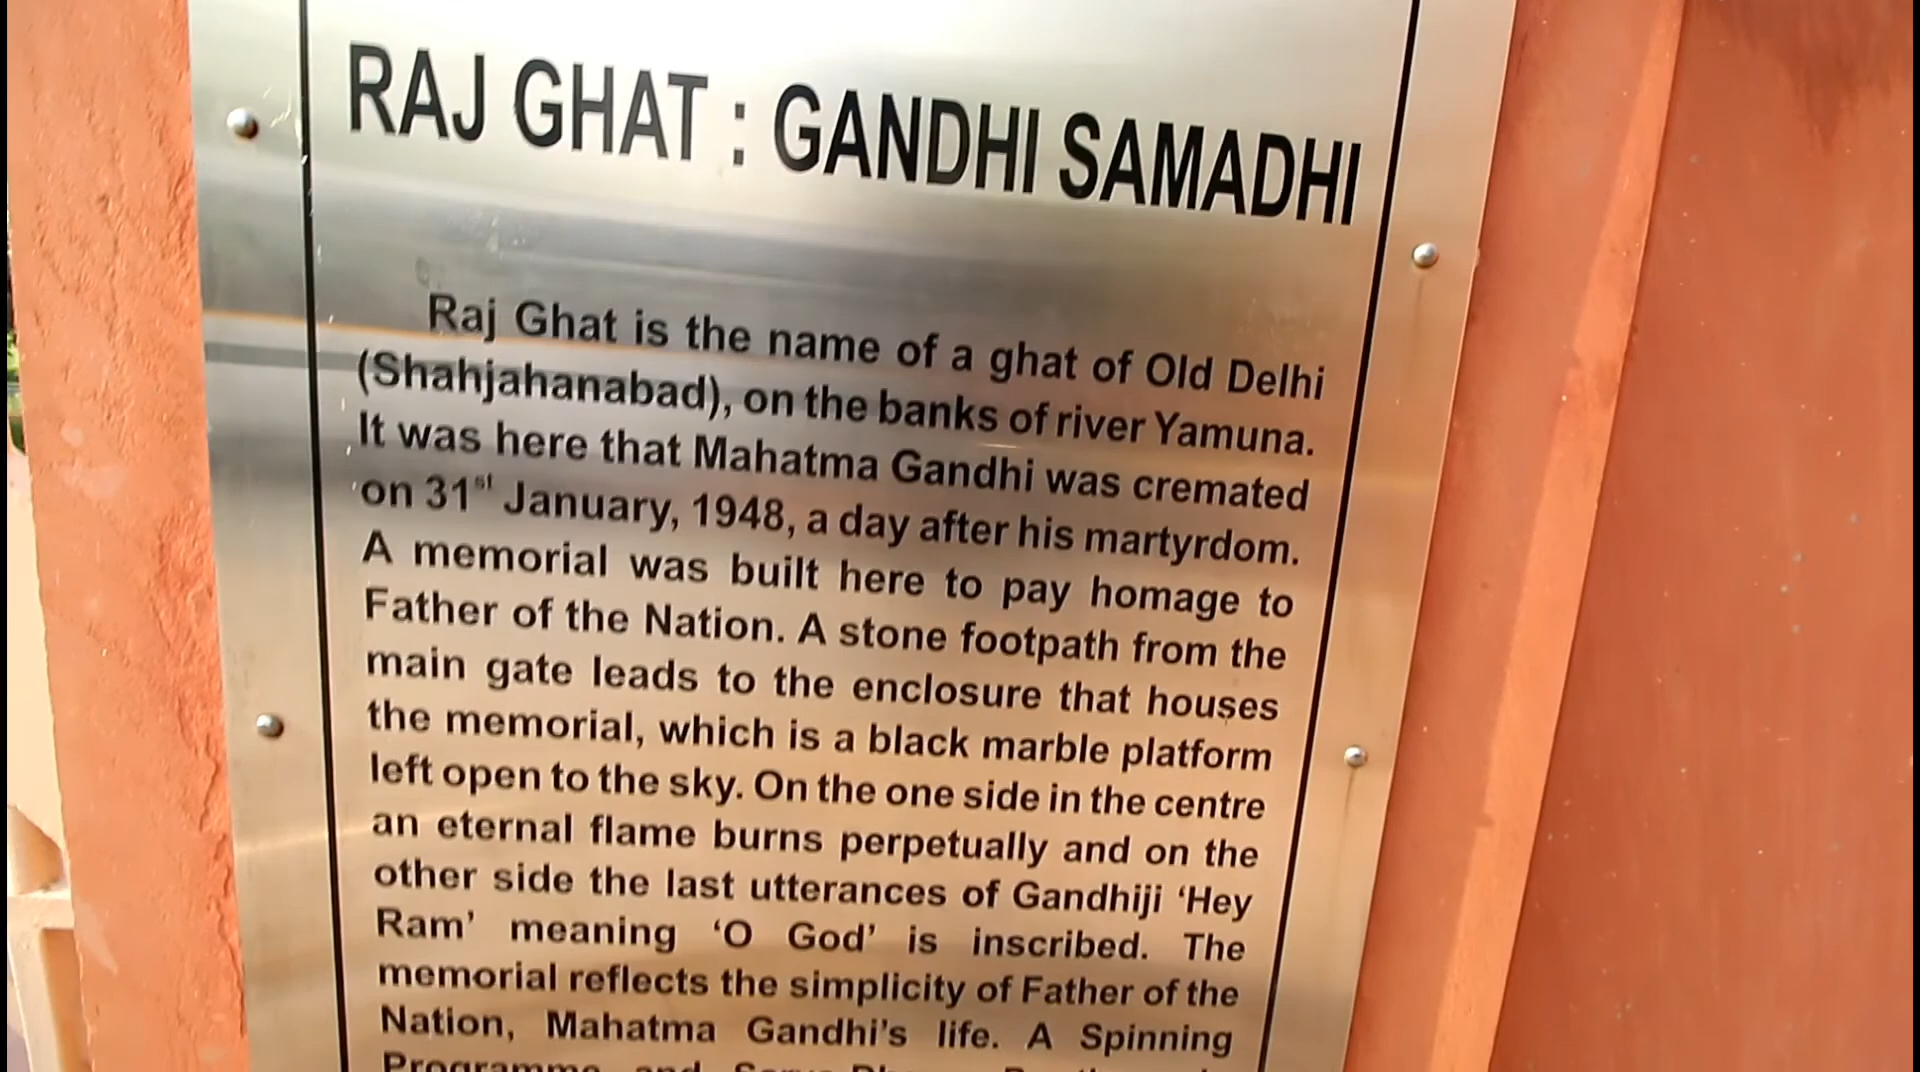 RAJ GHAT : GANDHI SAMADHI
Raj Ghat is the name of a ghat of Old Delhi
(Shahjahanabad), on the banks of river Yamuna.
It was here that Mahatma Gandhi was cremated
on 31st January, 1948, a day after his martyrdom.
A memorial was built here to pay homage to
Father of the Nation. A stone footpath from the
main gate leads to the enclosure that houses
the memorial, which is a black marble platform
left open to the sky. On the one side in the centre
an eternal flame burns perpetually and on the
other side the last utterances of Gandhiji ‘Hey
Ram’ meaning ‘O God’ is inscribed. The
memorial reflects the simplicity of Father of the
Nation, Mahatma Gandhi’s life. A Spinning
Programme and